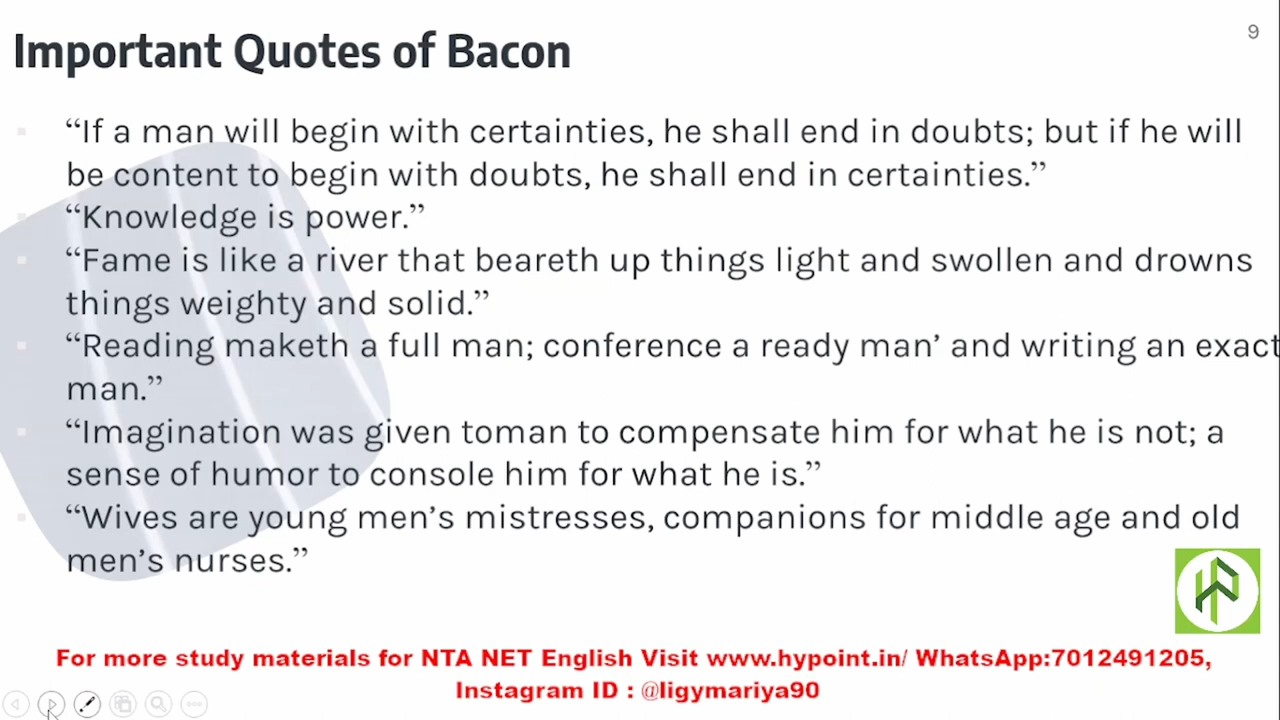 Important Quotes of Bacon
9
“If a man will begin with certainties, he shall end in doubts; but if he will
be content to begin with doubts, he shall end in certainties.”
“Knowledge is power.”
“Fame is like a river that beareth up things light and swollen and drowns
things weighty and solid.”
“Reading maketh a full man; conference a ready man’ and writing an exact
man.”
“Imagination was given toman to compensate him for what he is not; a
sense of humor to console him for what he is.”
“Wives are young men’s mistresses, companions for middle age and old
men’s nurses.”
For more study materials for NTA NET English Visit www.hypoint.in/ WhatsApp:7012491205,
Instagram ID : @ligymariya90